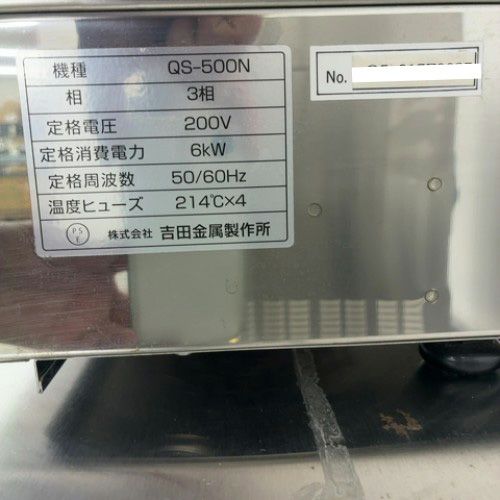 機種 QS-500N
相 3相
定格電圧 200V
定格消費電力 6kW
定格周波数 50/60Hz
温度ヒューズ 214℃×4
PS E 株式会社 吉田金属製作所
No.